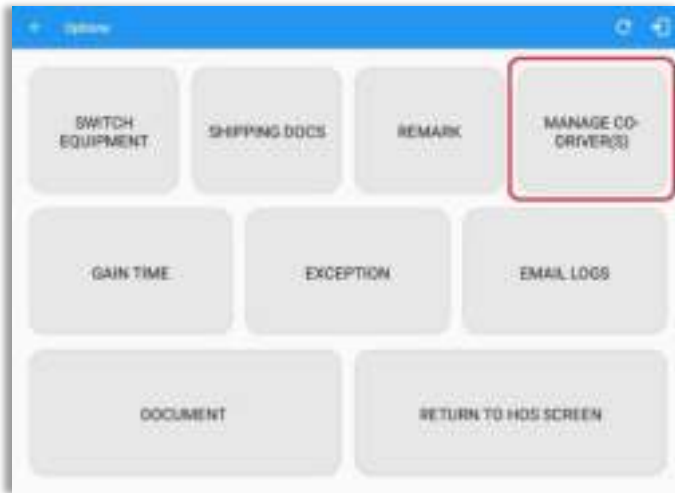 Options
SWITCH
EQUIPMENT
SHIPPING DOCS
REMARK
MANAGE CO-
DRIVER(S)
GAIN TIME
EXCEPTION
EMAIL LOGS
DOCUMENT
RETURN TO HOS SCREEN